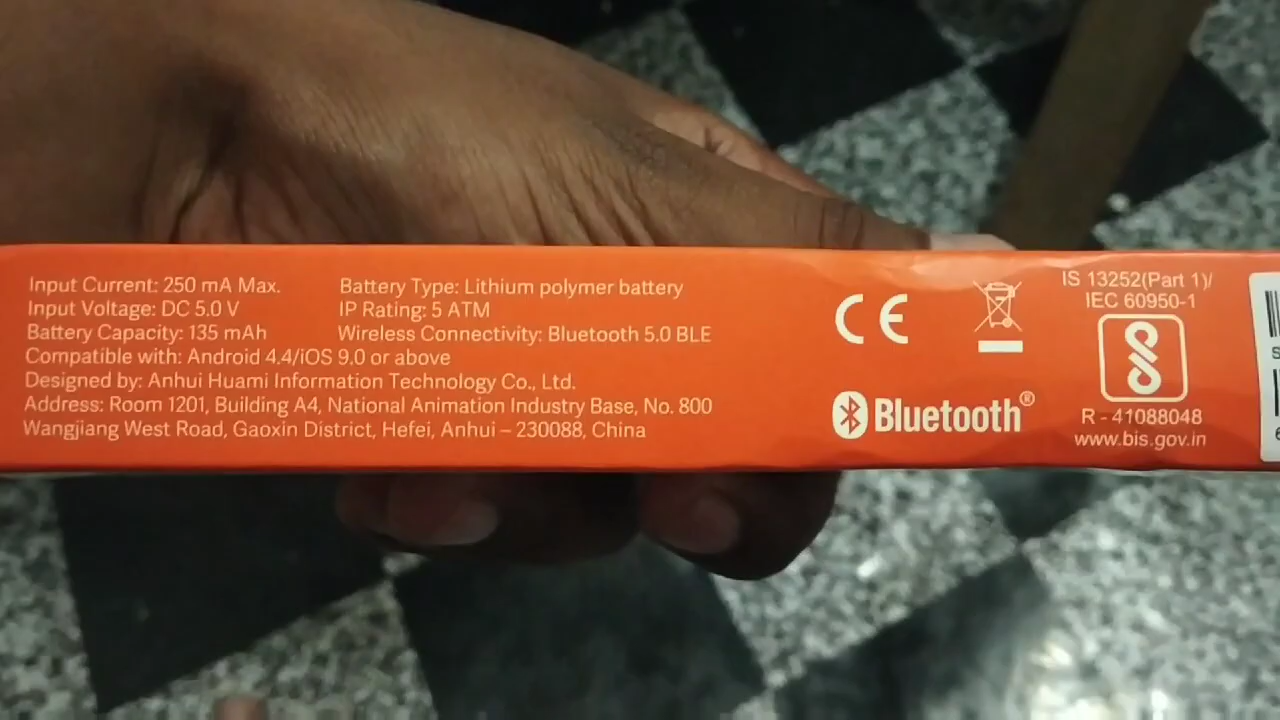 Input Current: 250 mA Max.
Input Voltage: DC 5.0 V
Battery Capacity: 135 mAh
Battery Type: Lithium polymer battery
IP Rating: 5 ATM
Wireless Connectivity: Bluetooth 5.0 BLE
Compatible with: Android 4.4/iOS 9.0 or above
Designed by: Anhui Huami Information Technology Co., Ltd.
Address: Room 1201, Building A4, National Animation Industry Base, No. 800
Wangjiang West Road, Gaoxin District, Hefei, Anhui – 230088, China
CE
Bluetooth®
IS 13252(Part 1)/
IEC 60950-1
R - 41088048
www.bis.gov.in